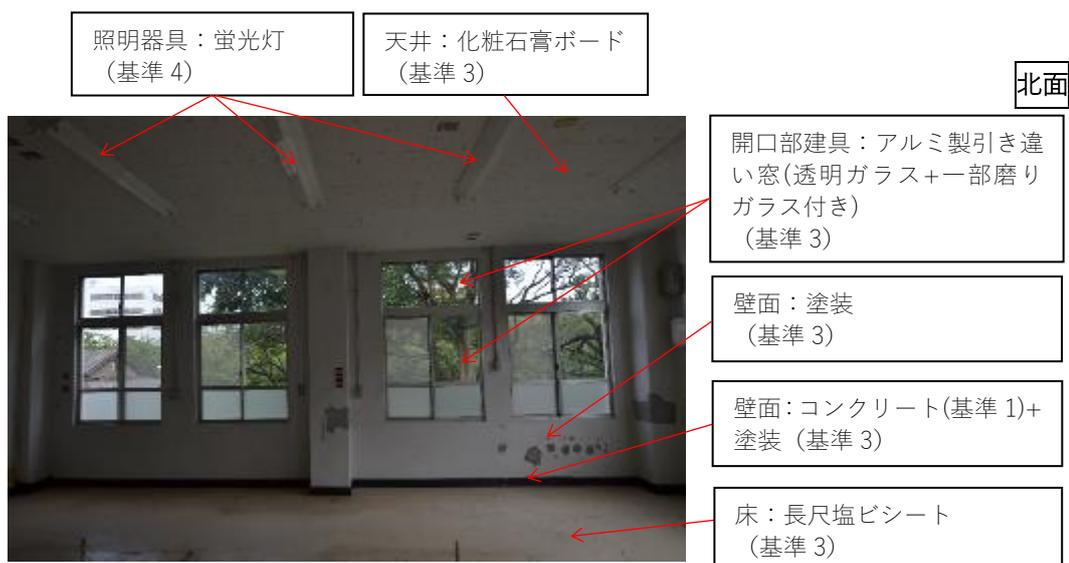 照明器具：蛍光灯
（基準 4）
天井：化粧石膏ボード
（基準 3）
北面
開口部建具：アルミ製引き違
い窓(透明ガラス+一部磨り
ガラス付き)
（基準 3）
壁面：塗装
（基準 3）
壁面：コンクリート(基準 1)+
塗装（基準 3）
床：長尺塩ビシート
（基準 3）